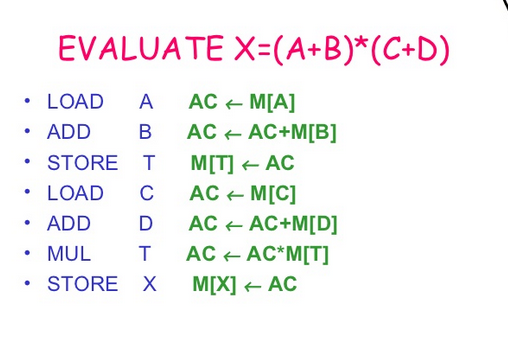 EVALUATE X=(A+B)*(C+D)
• LOAD A AC ← M[A]
• ADD B AC ← AC+M[B]
• STORE T M[T] ← AC
• LOAD C AC ← M[C]
• ADD D AC ← AC+M[D]
• MUL T AC ← AC*M[T]
• STORE X M[X] ← AC